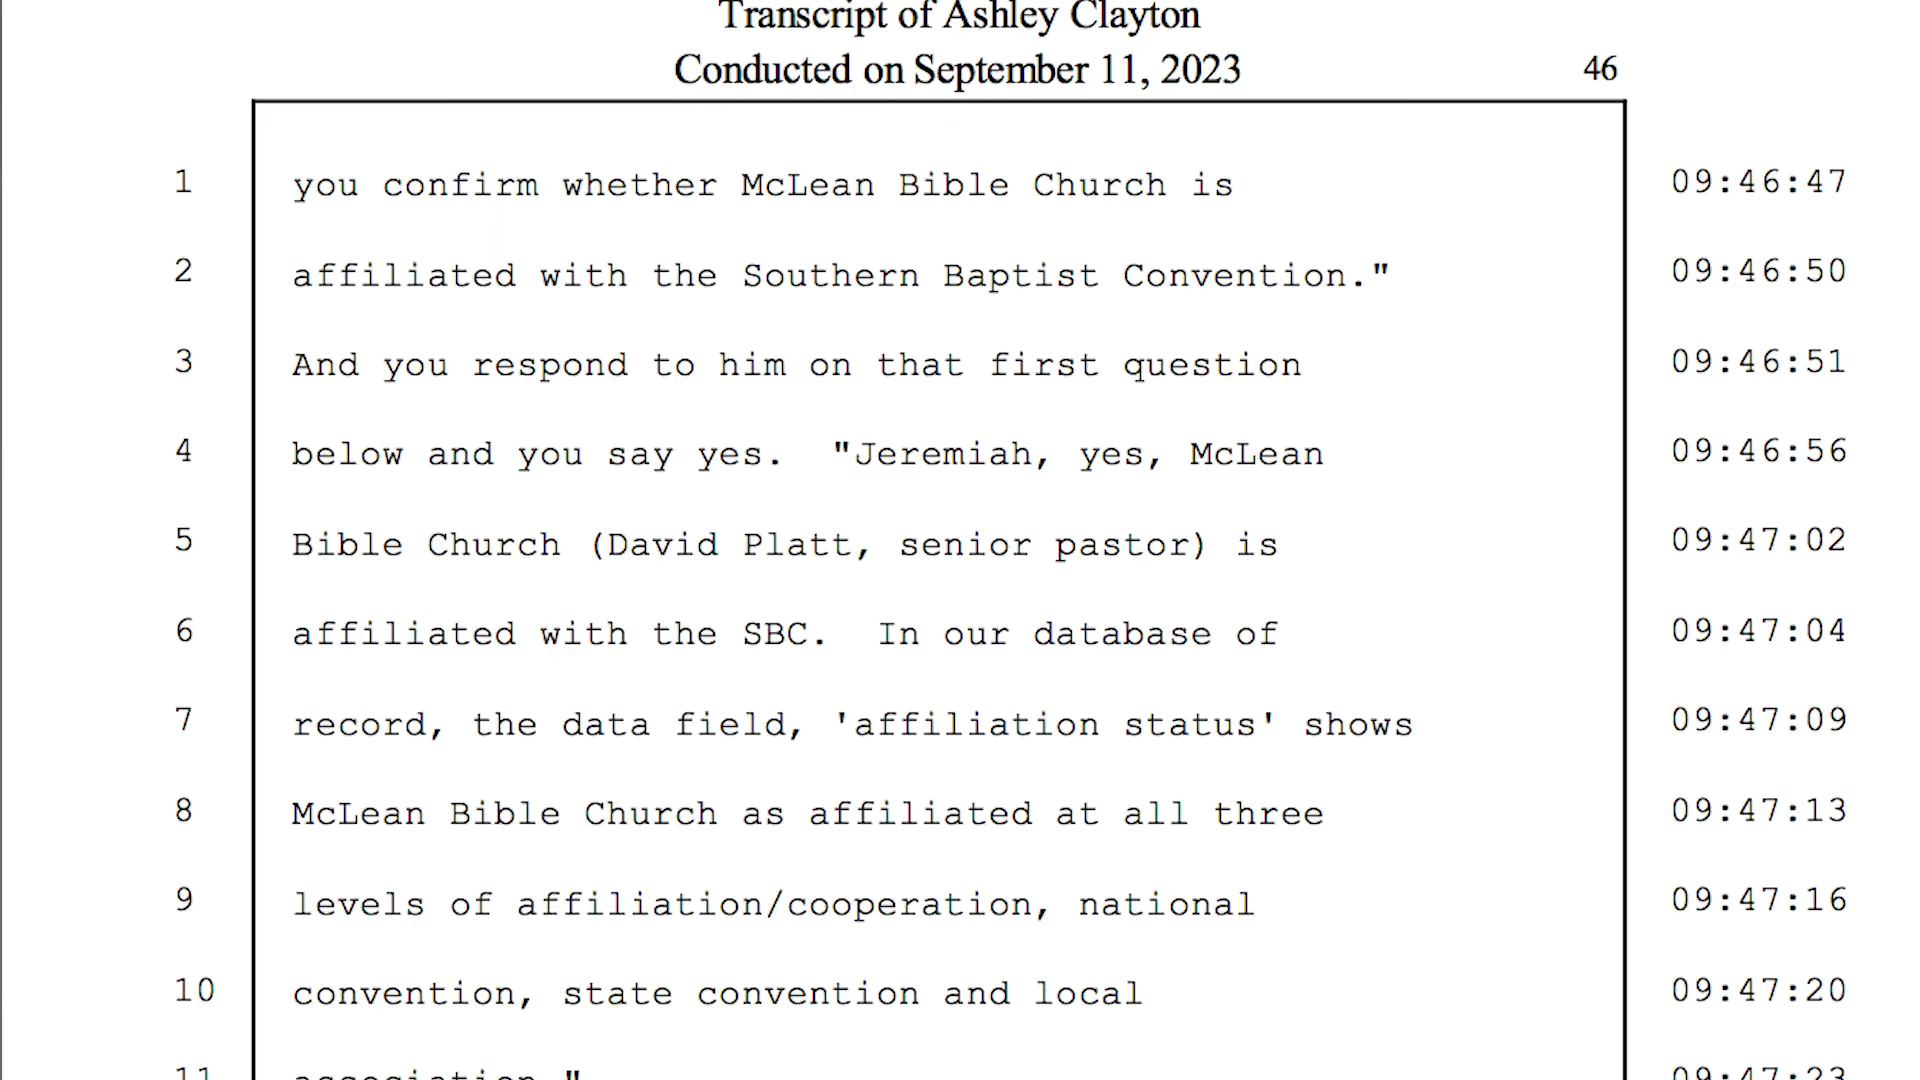 Transcript of Ashley Clayton
Conducted on September 11, 2023 46
1 you confirm whether McLean Bible Church is 09:46:47
2 affiliated with the Southern Baptist Convention." 09:46:50
3 And you respond to him on that first question 09:46:51
4 below and you say yes. "Jeremiah, yes, McLean 09:46:56
5 Bible Church (David Platt, senior pastor) is 09:47:02
6 affiliated with the SBC. In our database of 09:47:04
7 record, the data field, 'affiliation status' shows 09:47:09
8 McLean Bible Church as affiliated at all three 09:47:13
9 levels of affiliation/cooperation, national 09:47:16
10 convention, state convention and local 09:47:20
11 association." 09:47:23